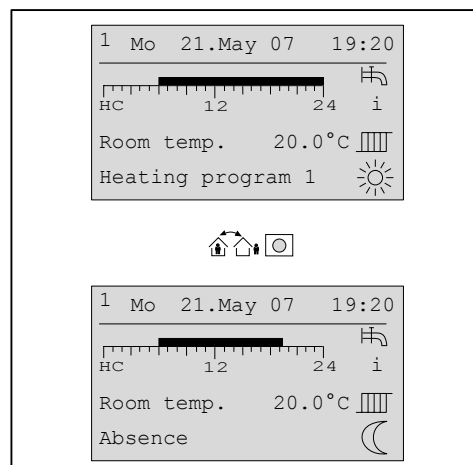 1 Mo 21.May 07 19:20
HC 12 24 i
Room temp. 20.0°C
Heating program 1
1 Mo 21.May 07 19:20
HC 12 24 i
Room temp. 20.0°C
Absence